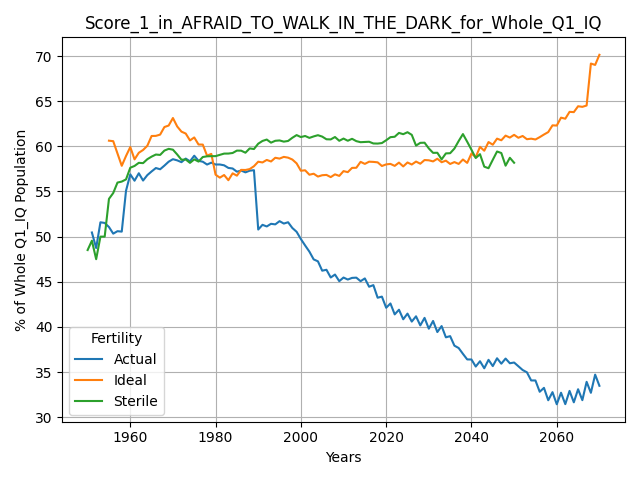 Score_1_in_AFRAID_TO_WALK_IN_THE_DARK_for_Whole_Q1_IQ
% of Whole Q1_IQ Population
70
65
60
55
50
45
40
35
30
Fertility
Actual
Ideal
Sterile
1960 1980 2000 2020 2040 2060
Years